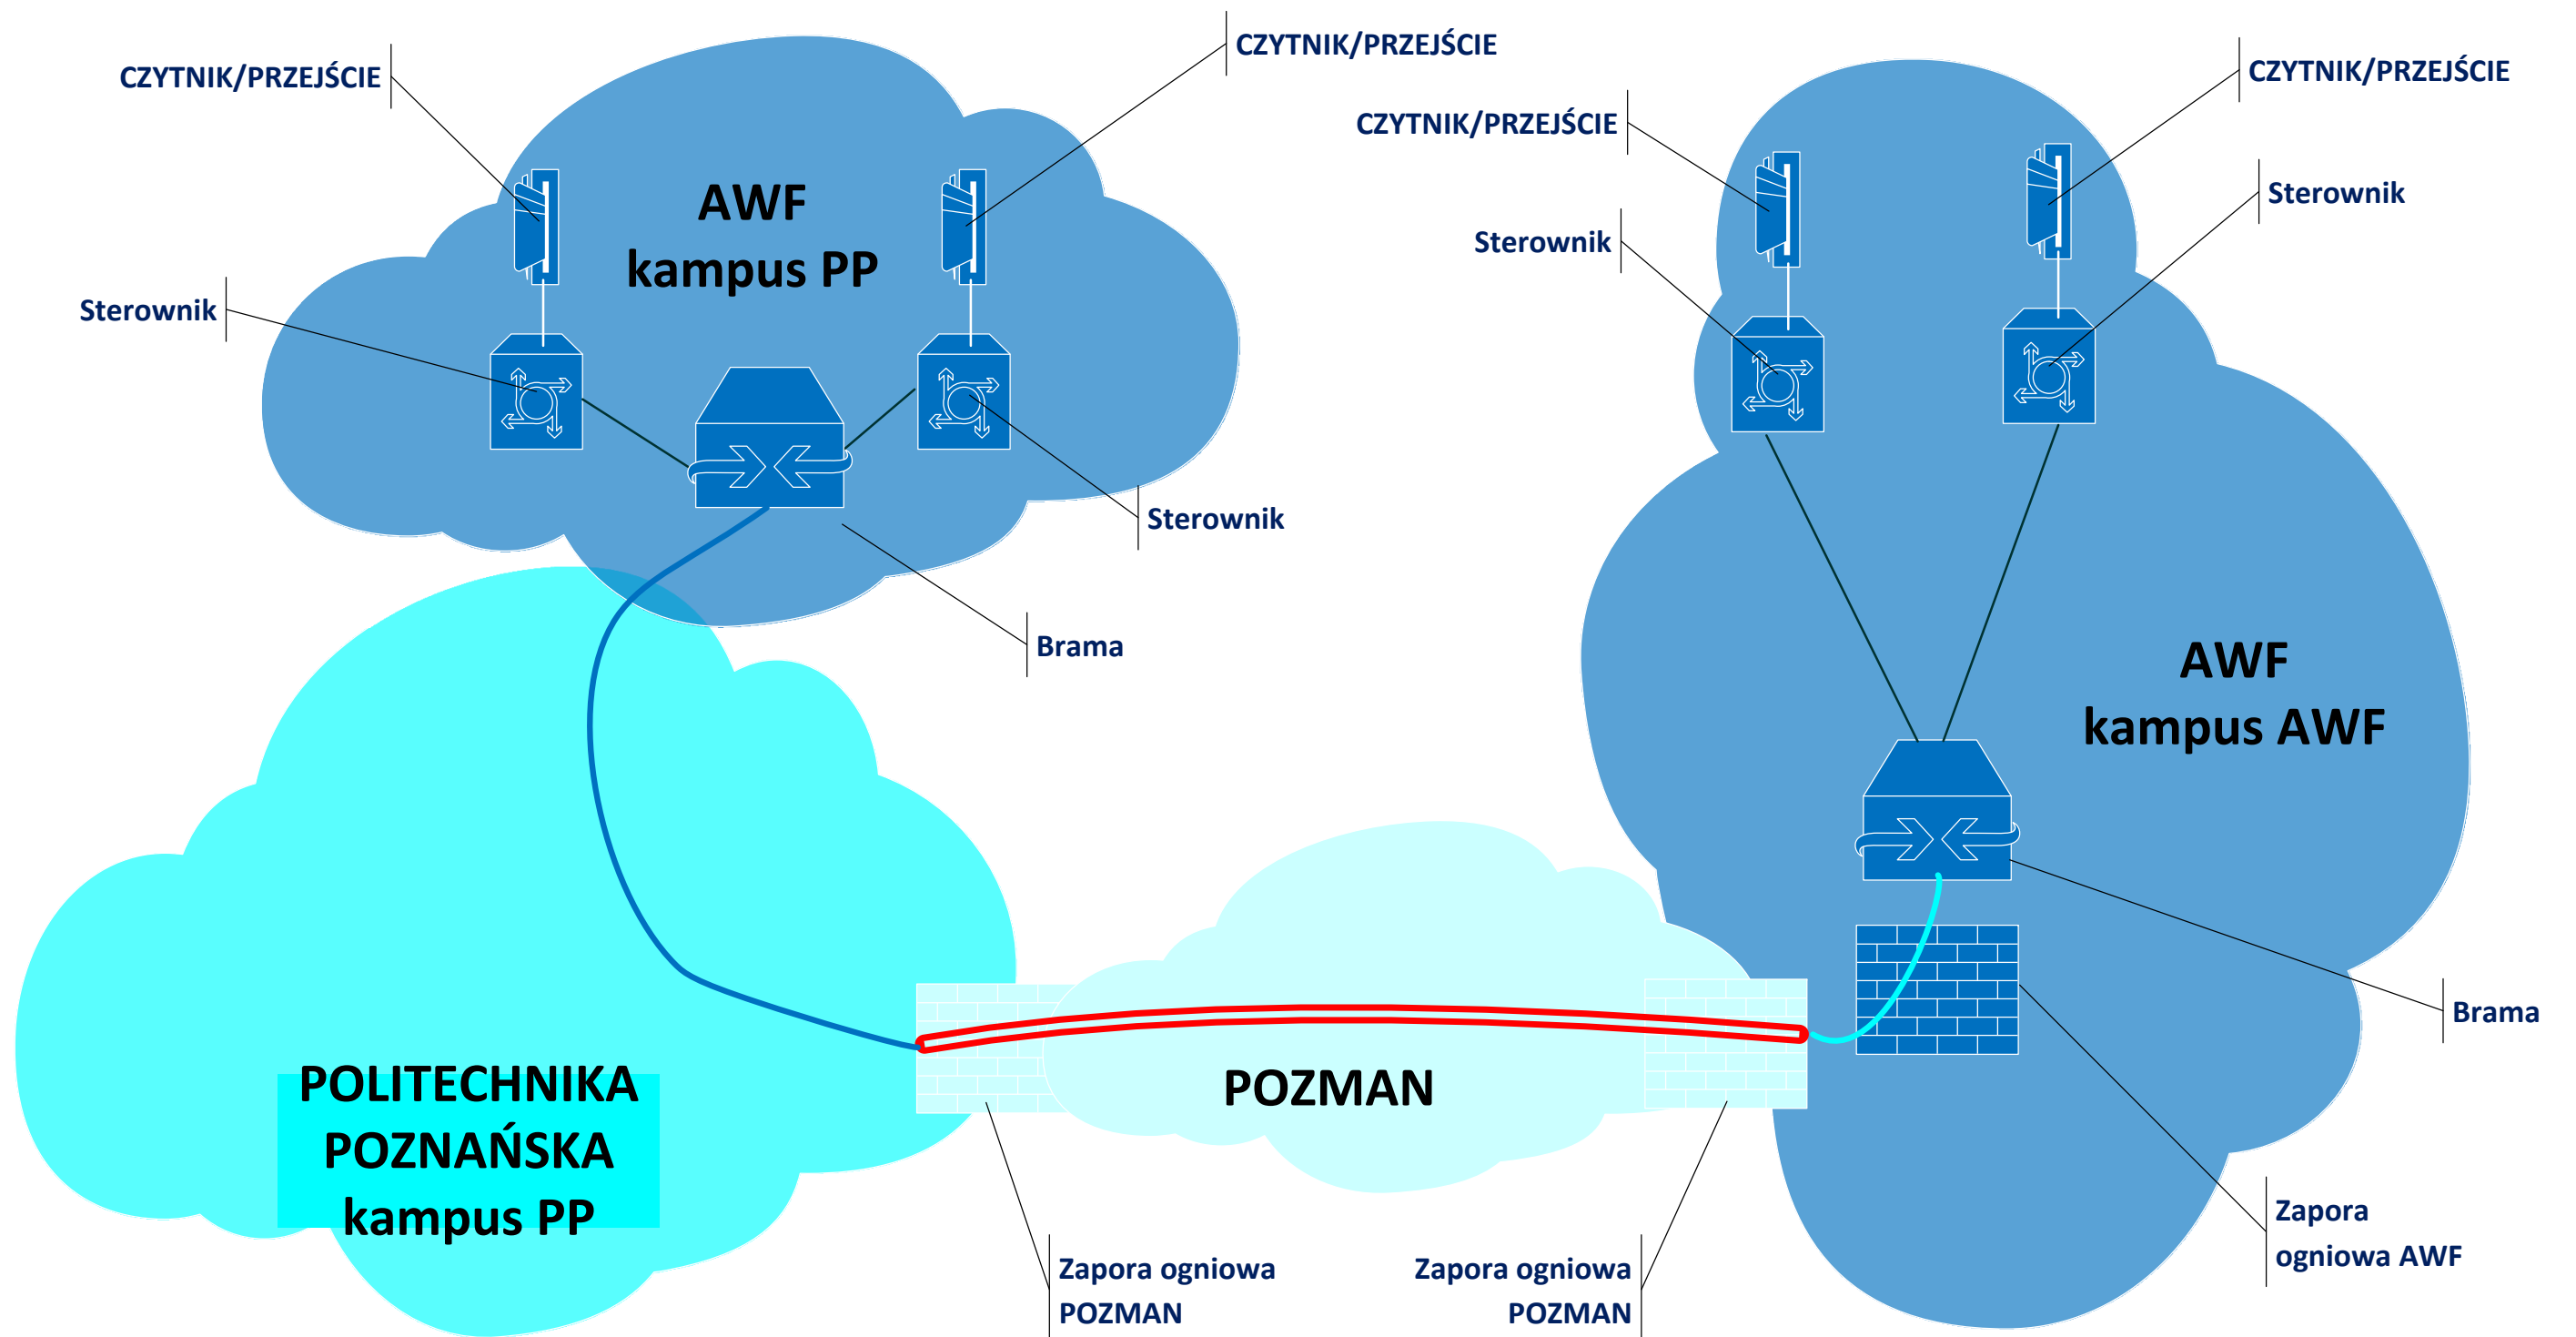 CZYTNIK/PRZEJŚCIE
CZYTNIK/PRZEJŚCIE
CZYTNIK/PRZEJŚCIE
CZYTNIK/PRZEJŚCIE
AWF
kampus PP
Sterownik
Sterownik
Sterownik
Sterownik
Brama
AWF
kampus AWF
Brama
POLITECHNIKA
POZNAŃSKA
kampus PP
POZMAN
Zapora ogniowa
POZMAN
Zapora ogniowa
POZMAN
Zapora
ogniowa AWF